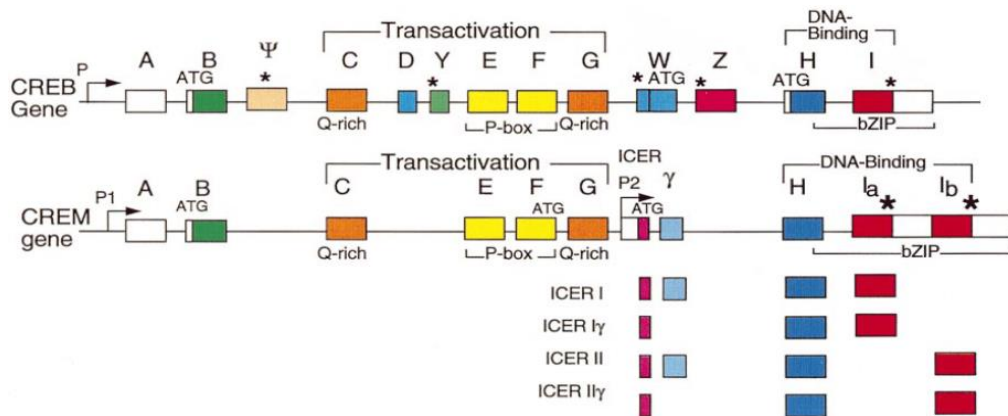 Transactivation
DNA-
Binding
P A B Ψ C D Y E F G W Z H I
ATG * * * ATG * ATG *
CREB
Gene
Q-rich P-box Q-rich bZIP
Transactivation ICER DNA-Binding
P1 A B C E F G P2 γ H Ia Ib
ATG ATG ATG * *
CREM
gene
Q-rich P-box Q-rich bZIP
ICER I
ICER Iγ
ICER II
ICER IIγ